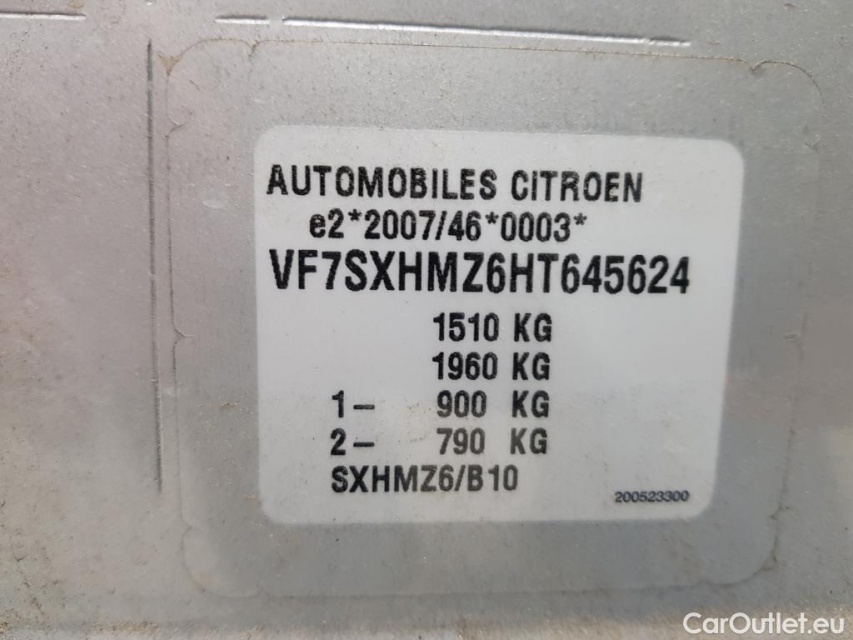 AUTOMOBILES CITROEN
e2*2007/46*0003*
VF7SXHMZ6HT645624
1510 KG
1960 KG
1– 900 KG
2– 790 KG
SXHMZ6/B10
200523300
CarOutlet.eu